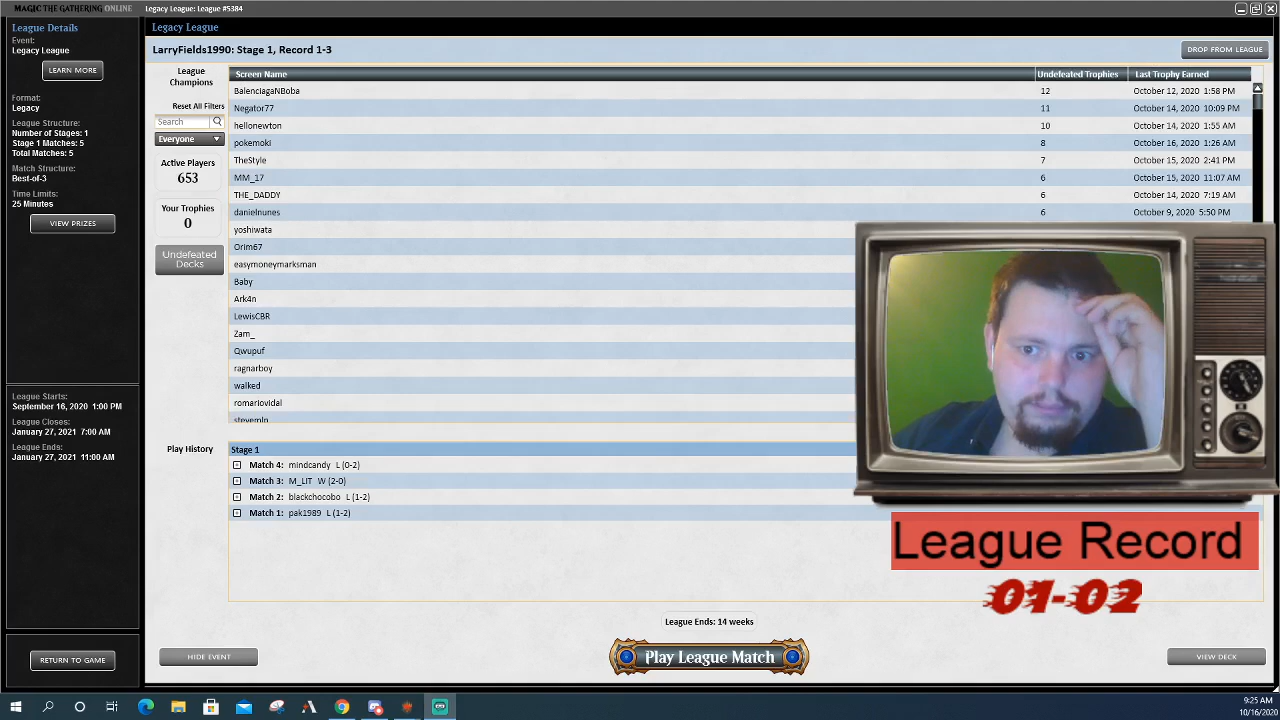 MAGIC THE GATHERING ONLINE
Legacy League: League #5384
League Details
Event:
Legacy League
LEARN MORE
Format:
Legacy
League Structure:
Number of Stages: 1
Stage 1 Matches: 5
Total Matches: 5
Match Structure:
Best-of-3
Time Limits:
25 Minutes
VIEW PRIZES
League Starts:
September 16, 2020 1:00 PM
League Closes:
January 27, 2021 7:00 AM
League Ends:
January 27, 2021 11:00 AM
RETURN TO GAME
Legacy League
LarryFields1990: Stage 1, Record 1-3
DROP FROM LEAGUE
League
Champions
Reset All Filters
Search
Everyone
Active Players
653
Your Trophies
0
Undefeated
Decks
Screen Name Undefeated Trophies Last Trophy Earned
BalenciagaNBoba 12 October 12, 2020 1:58 PM
Negator77 11 October 14, 2020 10:09 PM
hellonewton 10 October 14, 2020 1:55 AM
pokemoki 8 October 16, 2020 1:26 AM
TheStyle 7 October 15, 2020 2:41 PM
MM_17 6 October 15, 2020 11:07 AM
THE_DADDY 6 October 14, 2020 7:19 AM
danielnunes 6 October 9, 2020 5:50 PM
yoshiwata
Orim67
easymoneymarksman
Baby
Ark4n
LewisCBR
Zam_
Qwupuf
ragnarboy
walked
romariovidal
Play History
Stage 1
Match 4: mindcandy L (0-2)
Match 3: M_LIT W (2-0)
Match 2: blackchocobo L (1-2)
Match 1: pak1989 L (1-2)
League Record
01-02
League Ends: 14 weeks
HIDE EVENT
Play League Match
VIEW DECK
9:25 AM
10/16/2020